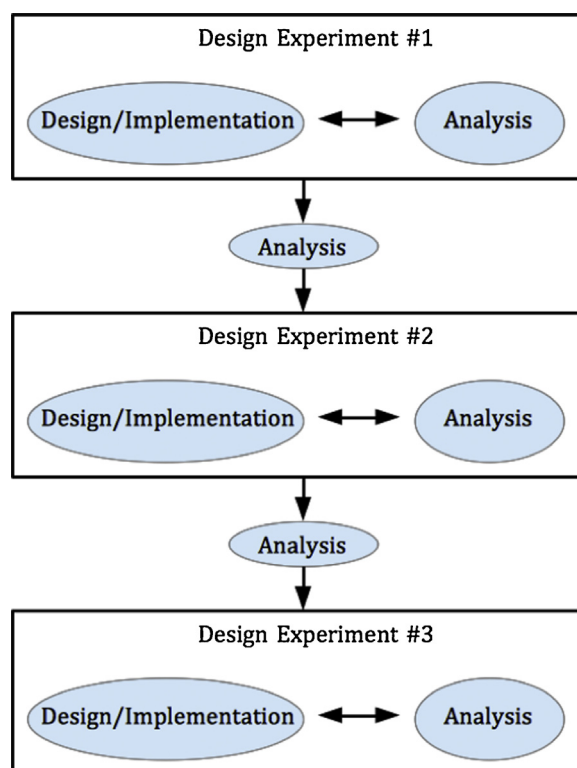 Design Experiment #1
Design/Implementation Analysis
Analysis
Design Experiment #2
Design/Implementation Analysis
Analysis
Design Experiment #3
Design/Implementation Analysis